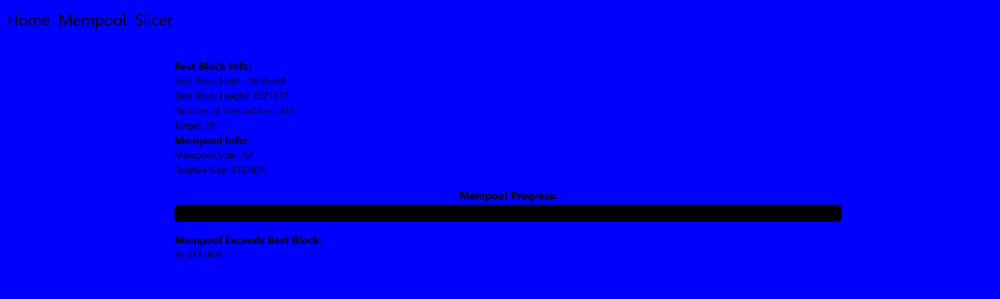 Home Mempool Slicer
Best Block Info:
Best Block Hash: 78c9bcd8
Best Block Height: 2821527
Number of Transactions: 245
Target: 78
Mempool Info:
Mempool Size: 767
Relative Size: 313.06%
Mempool Progress:
Mempool Exceeds Best Block:
By 213.06%